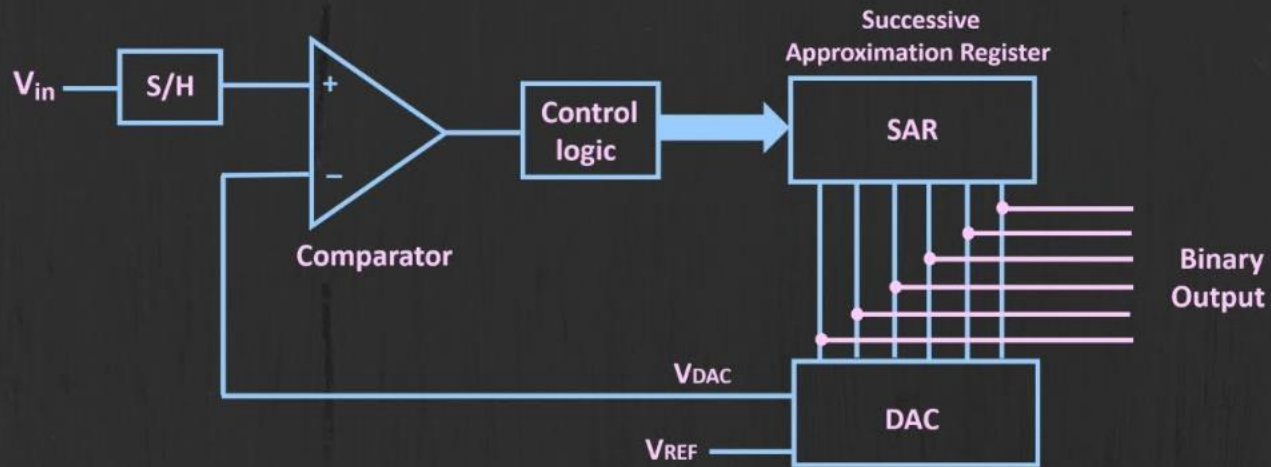 Successive
Approximation Register
Vin
S/H
+
−
Comparator
Control
logic
SAR
Binary
Output
VDAC
DAC
VREF